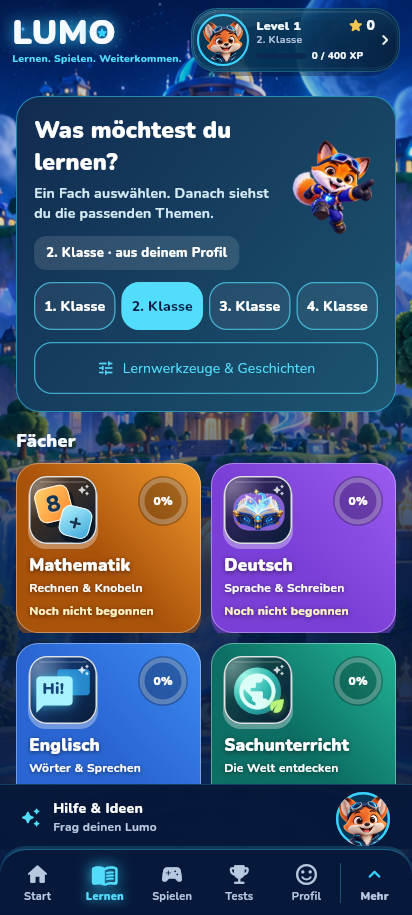 LUMO
Lernen. Spielen. Weiterkommen.
Level 1
0
2. Klasse
0 / 400 XP
Was möchtest du
lernen?
Ein Fach auswählen. Danach siehst
du die passenden Themen.
2. Klasse · aus deinem Profil
1. Klasse
2. Klasse
3. Klasse
4. Klasse
Lernwerkzeuge & Geschichten
Fächer
8
+
0%
Mathematik
Rechnen & Knobeln
Noch nicht begonnen
0%
Deutsch
Sprache & Schreiben
Noch nicht begonnen
Hi!
0%
Englisch
Wörter & Sprechen
0%
Sachunterricht
Die Welt entdecken
Hilfe & Ideen
Frag deinen Lumo
Start
Lernen
Spielen
Tests
Profil
Mehr